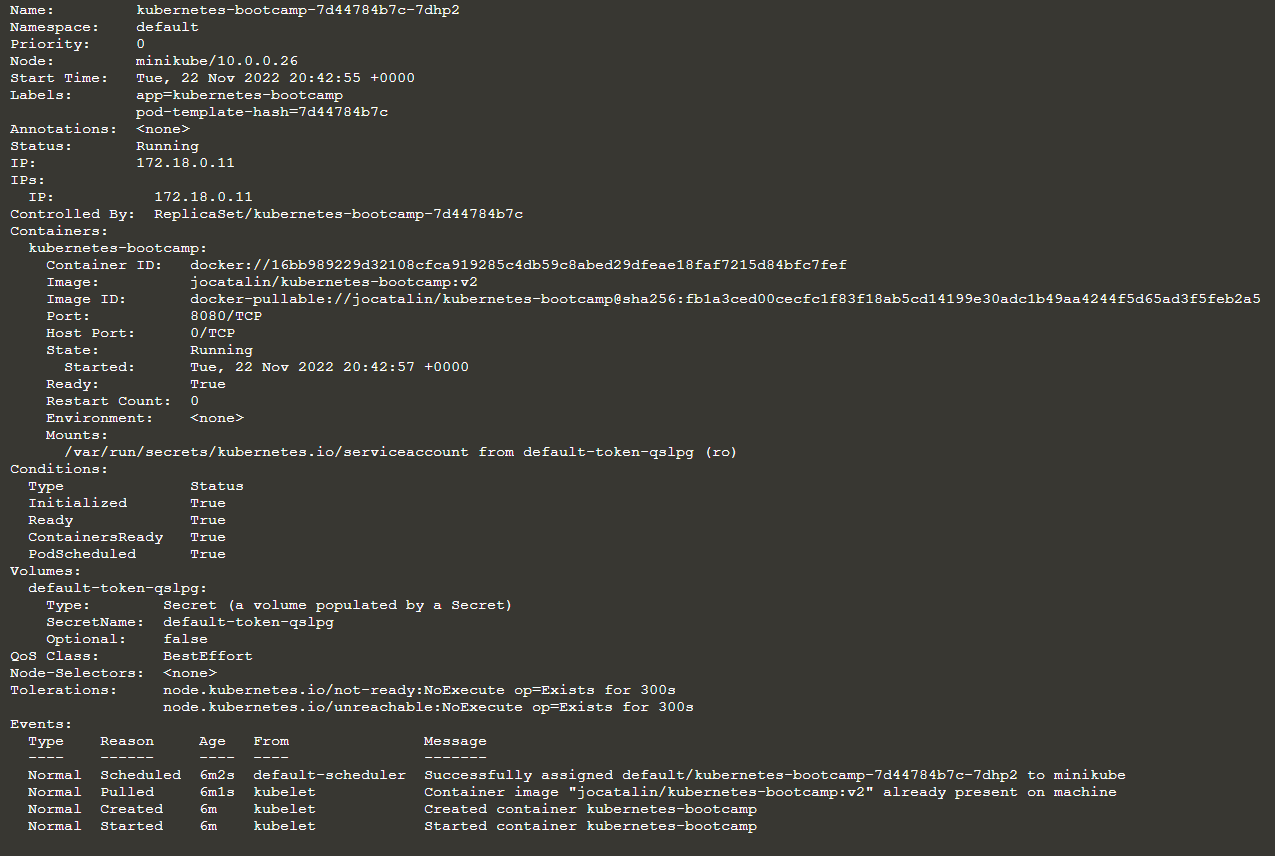 Name:         kubernetes-bootcamp-7d44784b7c-7dhp2
Namespace:    default
Priority:     0
Node:         minikube/10.0.0.26
Start Time:   Tue, 22 Nov 2022 20:42:55 +0000
Labels:       app=kubernetes-bootcamp
              pod-template-hash=7d44784b7c
Annotations:  <none>
Status:       Running
IP:           172.18.0.11
IPs:
  IP:           172.18.0.11
Controlled By:  ReplicaSet/kubernetes-bootcamp-7d44784b7c
Containers:
  kubernetes-bootcamp:
    Container ID:   docker://16bb989229d32108cfca919285c4db59c8abed29dfeae18faf7215d84bfc7fef
    Image:          jocatalin/kubernetes-bootcamp:v2
    Image ID:       docker-pullable://jocatalin/kubernetes-bootcamp@sha256:fb1a3ced00cecfc1f83f18ab5cd14199e30adc1b49aa4244f5d65ad3f5feb2a5
    Port:           8080/TCP
    Host Port:      0/TCP
    State:          Running
      Started:      Tue, 22 Nov 2022 20:42:57 +0000
    Ready:          True
    Restart Count:  0
    Environment:    <none>
    Mounts:
      /var/run/secrets/kubernetes.io/serviceaccount from default-token-qslpg (ro)
Conditions:
  Type              Status
  Initialized       True
  Ready             True
  ContainersReady   True
  PodScheduled      True
Volumes:
  default-token-qslpg:
    Type:        Secret (a volume populated by a Secret)
    SecretName:  default-token-qslpg
    Optional:    false
QoS Class:       BestEffort
Node-Selectors:  <none>
Tolerations:     node.kubernetes.io/not-ready:NoExecute op=Exists for 300s
                 node.kubernetes.io/unreachable:NoExecute op=Exists for 300s
Events:
  Type    Reason     Age   From               Message
  ----    ------     ----  ----               -------
  Normal  Scheduled  6m2s  default-scheduler  Successfully assigned default/kubernetes-bootcamp-7d44784b7c-7dhp2 to minikube
  Normal  Pulled     6m1s  kubelet            Container image "jocatalin/kubernetes-bootcamp:v2" already present on machine
  Normal  Created    6m    kubelet            Created container kubernetes-bootcamp
  Normal  Started    6m    kubelet            Started container kubernetes-bootcamp